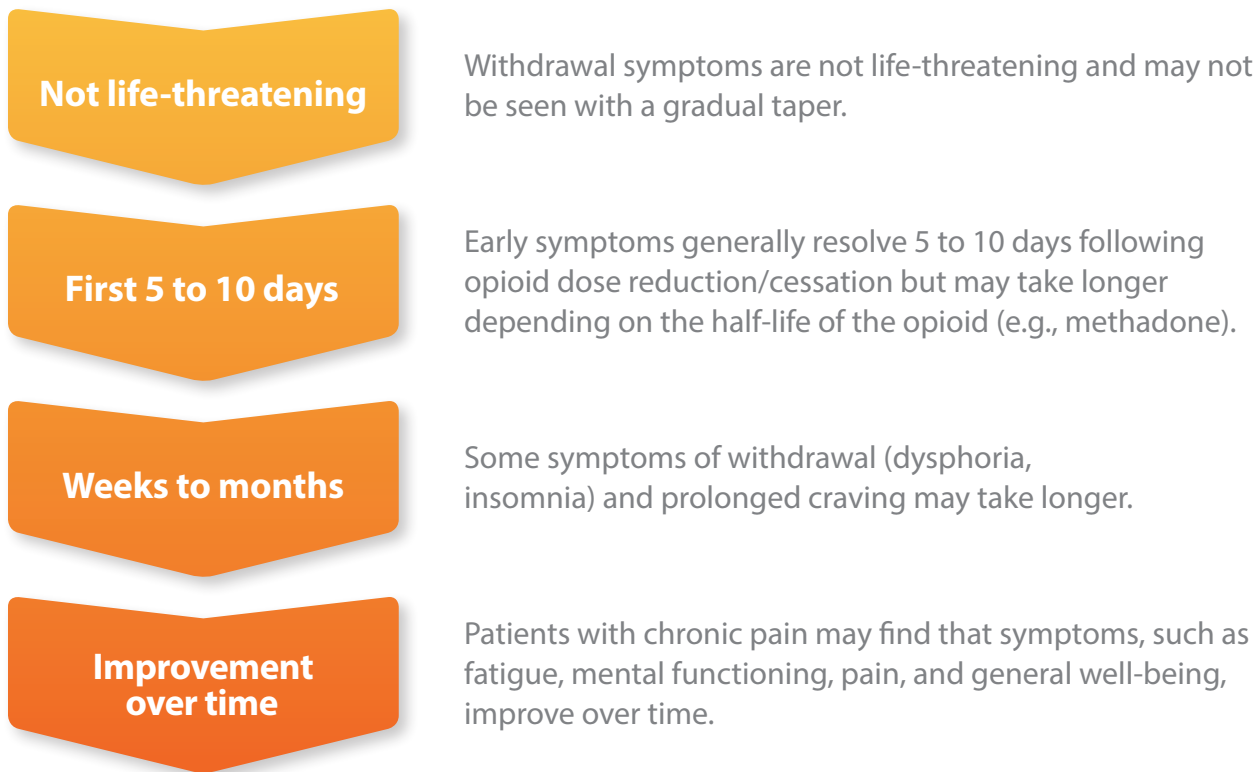 Not life-threatening
Withdrawal symptoms are not life-threatening and may not
be seen with a gradual taper.
First 5 to 10 days
Early symptoms generally resolve 5 to 10 days following
opioid dose reduction/cessation but may take longer
depending on the half-life of the opioid (e.g., methadone).
Weeks to months
Some symptoms of withdrawal (dysphoria,
insomnia) and prolonged craving may take longer.
Improvement
over time
Patients with chronic pain may find that symptoms, such as
fatigue, mental functioning, pain, and general well-being,
improve over time.